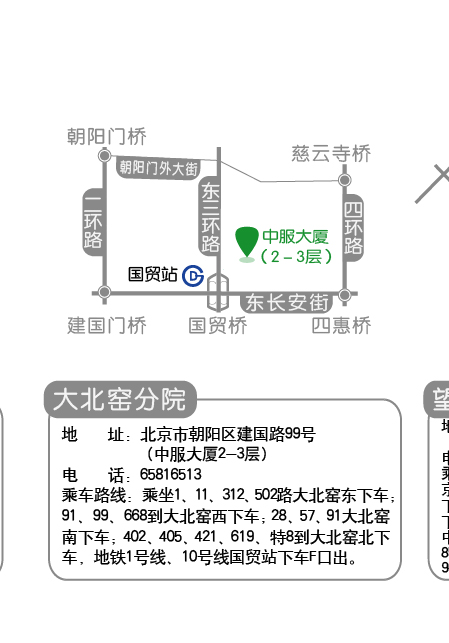 朝阳门桥
慈云寺桥
朝阳门外大街
二环路
东三环路
四环路
中服大厦
（2－3层）
国贸站
东长安街
建国门桥
国贸桥
四惠桥
大北窑分院
地　　址：北京市朝阳区建国路99号
（中服大厦2—3层）
电　　话：65816513
乘车路线：乘坐1、11、312、502路大北窑东下车；
91、99、668到大北窑西下车；28、57、91大北窑
南下车；402、405、421、619、特8到大北窑北下
车，地铁1号线、10号线国贸站下车F口出。
望